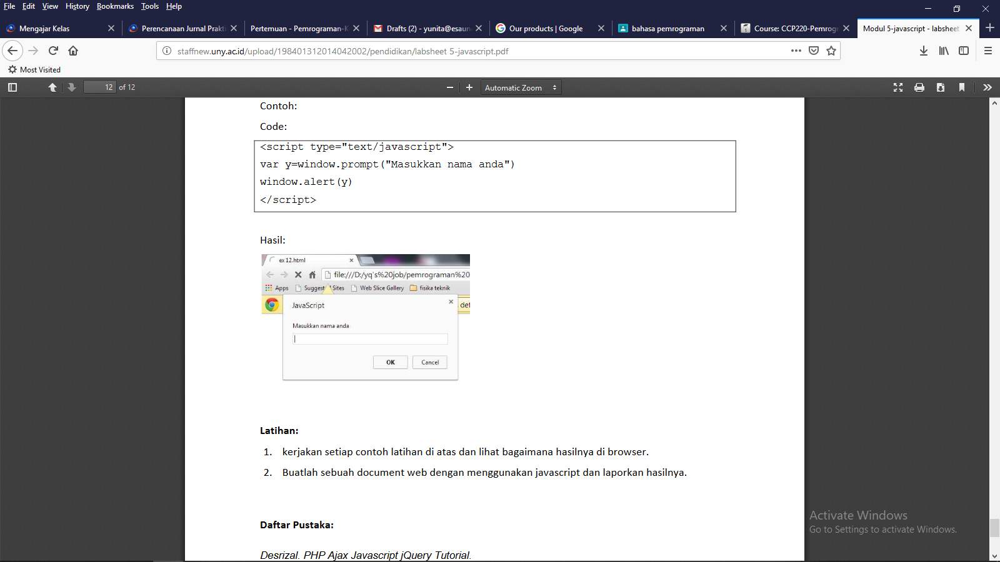 File Edit View History Bookmarks Tools Help
Mengajar Kelas
Perencanaan Jurnal Prakti
Pertemuan - Pemrograman-K
Drafts (2) - yunita@esaun
Our products | Google
bahasa pemrograman
Course: CCP220-Pemrogr
Modul 5-javascript - labsheet
staffnew.uny.ac.id/upload/198401312014042002/pendidikan/labsheet 5-javascript.pdf
Most Visited
12 of 12
Automatic Zoom
Contoh:
Code:
<script type="text/javascript">
var y=window.prompt("Masukkan nama anda")
window.alert(y)
</script>
Hasil:
ex12.html
file:///D:/yq's%20job/pemrograman%20
Apps Suggest Sites Web Slice Gallery fisika teknik
JavaScript
def
Masukkan nama anda
OK Cancel
Latihan:
1. kerjakan setiap contoh latihan di atas dan lihat bagaimana hasilnya di browser.
2. Buatlah sebuah document web dengan menggunakan javascript dan laporkan hasilnya.
Daftar Pustaka:
Desrizal. PHP Ajax Javascript jQuery Tutorial.
Activate Windows
Go to Settings to activate Windows.